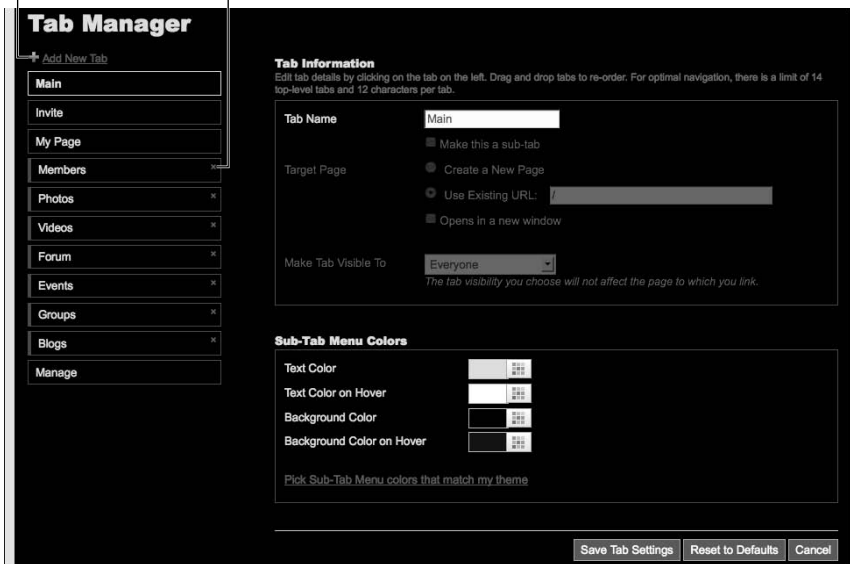 Tab Manager
Add New Tab
Main
Invite
My Page
Members
Photos
Videos
Forum
Events
Groups
Blogs
Manage
Tab Information
Edit tab details by clicking on the tab on the left. Drag and drop tabs to re-order. For optimal navigation, there is a limit of 14
top-level tabs and 12 characters per tab.
Tab Name Main
Make this a sub-tab
Target Page Create a New Page
Use Existing URL: /
Opens in a new window
Make Tab Visible To Everyone
The tab visibility you choose will not affect the page to which you link.
Sub-Tab Menu Colors
Text Color
Text Color on Hover
Background Color
Background Color on Hover
Pick Sub-Tab Menu colors that match my theme
Save Tab Settings Reset to Defaults Cancel